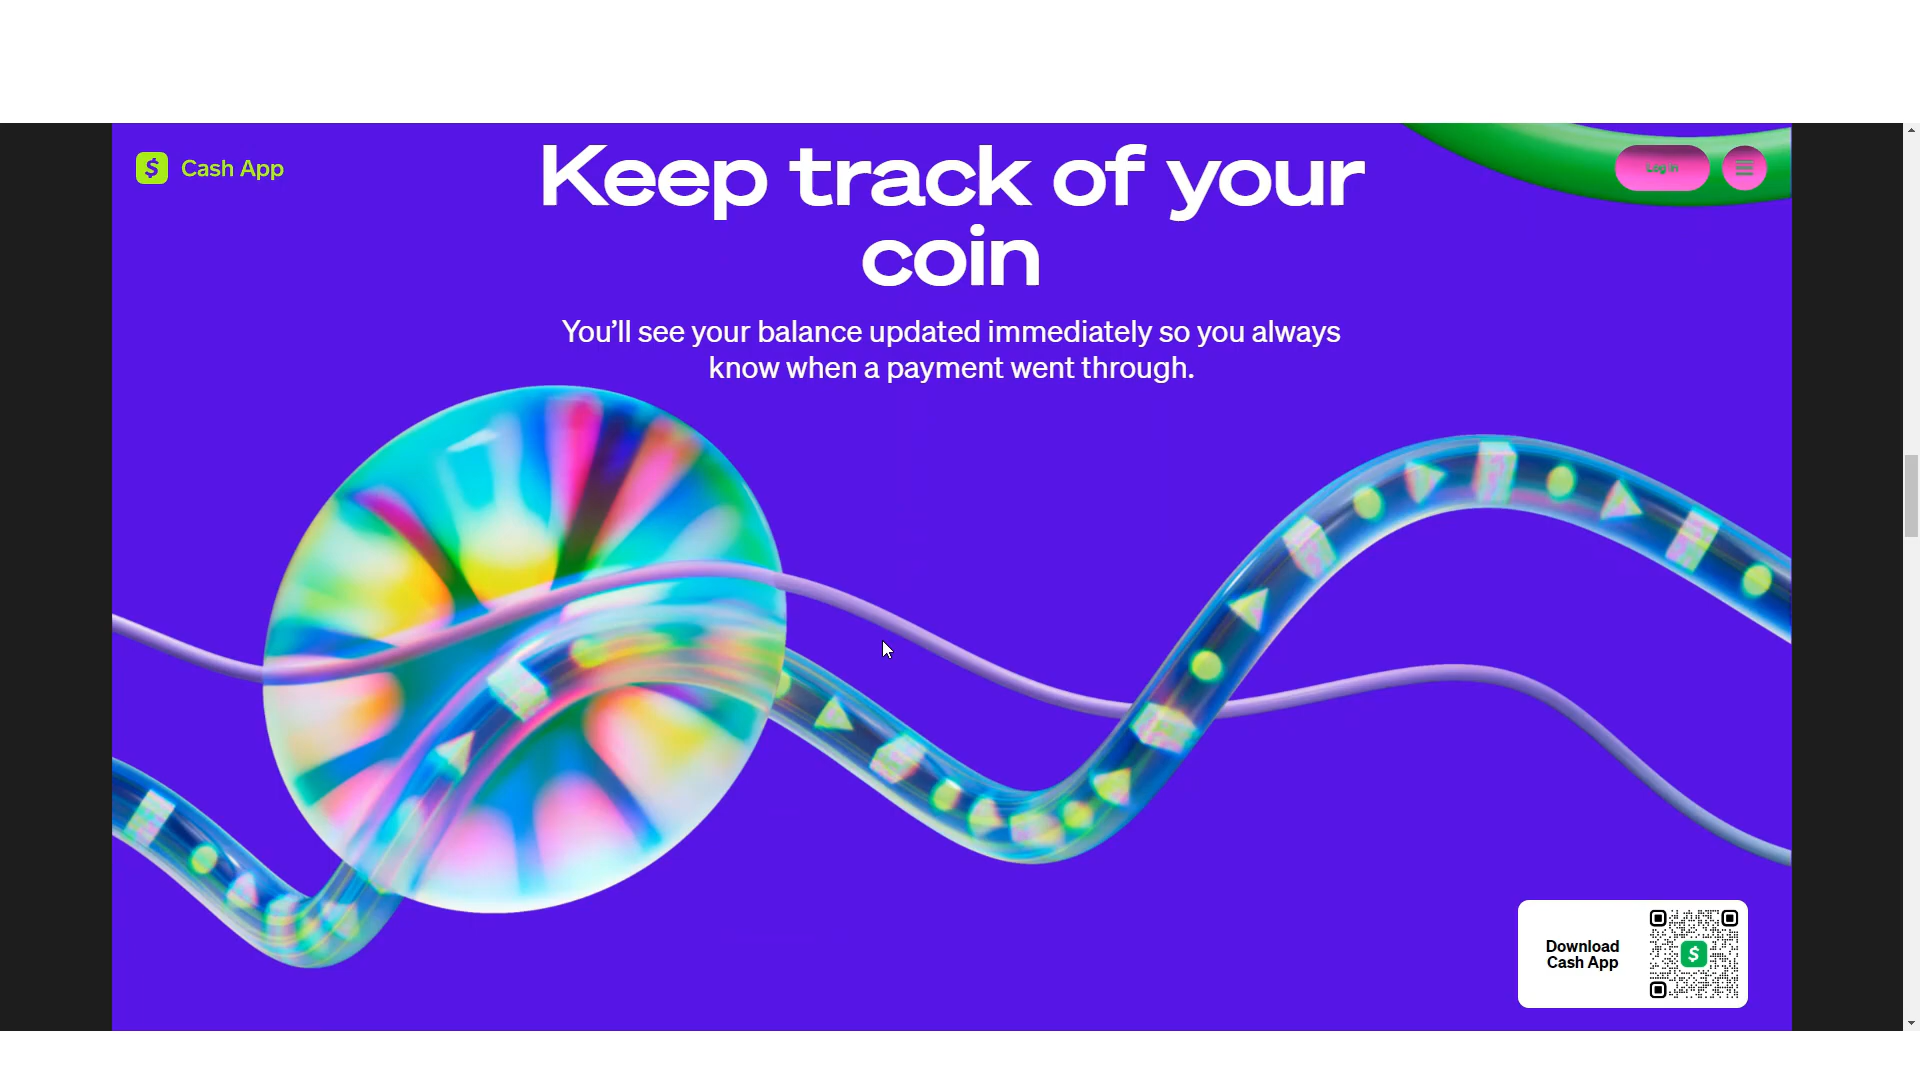 Cash App
Log in
Keep track of your
coin
You’ll see your balance updated immediately so you always
know when a payment went through.
Download
Cash App